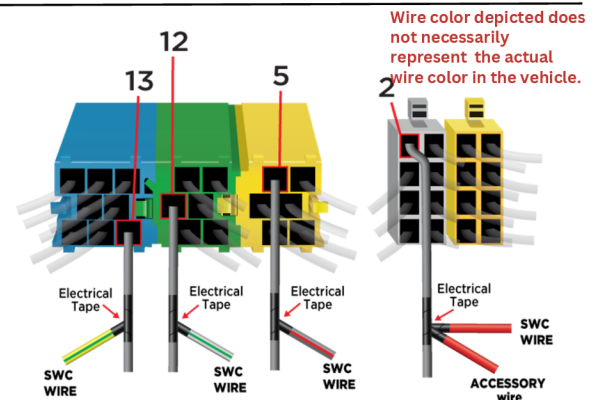 Wire color depicted does
not necessarily
represent the actual
wire color in the vehicle.
12
13
5
2
Electrical
Tape
Electrical
Tape
Electrical
Tape
Electrical
Tape
SWC
WIRE
SWC
WIRE
SWC
WIRE
SWC
WIRE
ACCESSORY
wire